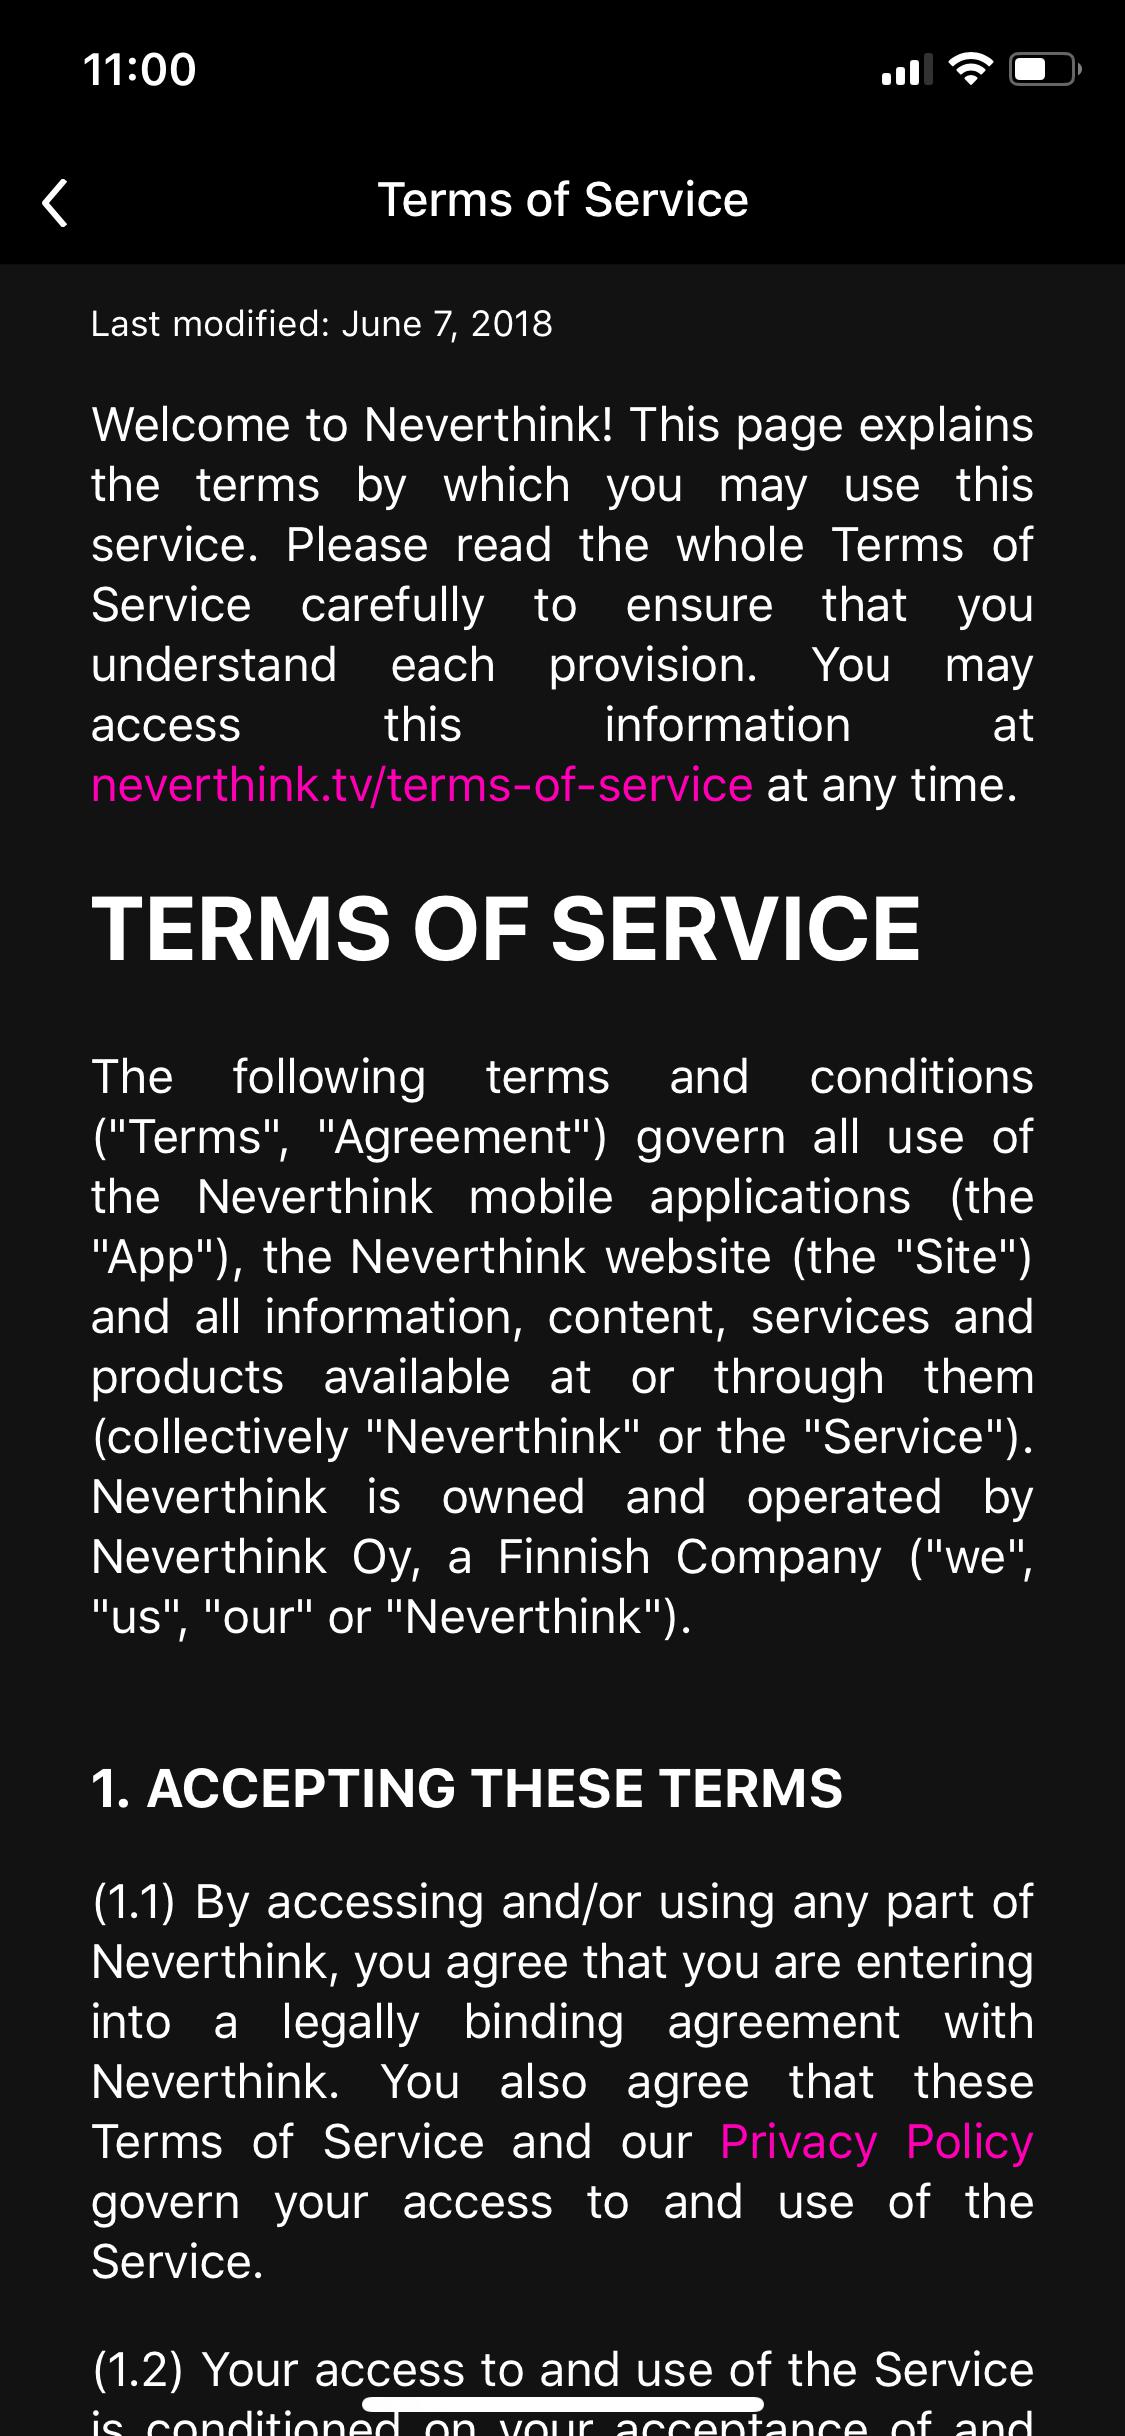 11:00
Terms of Service
Last modified: June 7, 2018
Welcome to Neverthink! This page explains
the terms by which you may use this
service. Please read the whole Terms of
Service carefully to ensure that you
understand each provision. You may
access this information at
neverthink.tv/terms-of-service at any time.
TERMS OF SERVICE
The following terms and conditions
("Terms", "Agreement") govern all use of
the Neverthink mobile applications (the
"App"), the Neverthink website (the "Site")
and all information, content, services and
products available at or through them
(collectively "Neverthink" or the "Service").
Neverthink is owned and operated by
Neverthink Oy, a Finnish Company ("we",
"us", "our" or "Neverthink").
1. ACCEPTING THESE TERMS
(1.1) By accessing and/or using any part of
Neverthink, you agree that you are entering
into a legally binding agreement with
Neverthink. You also agree that these
Terms of Service and our Privacy Policy
govern your access to and use of the
Service.
(1.2) Your access to and use of the Service
is conditioned on your acceptance of and